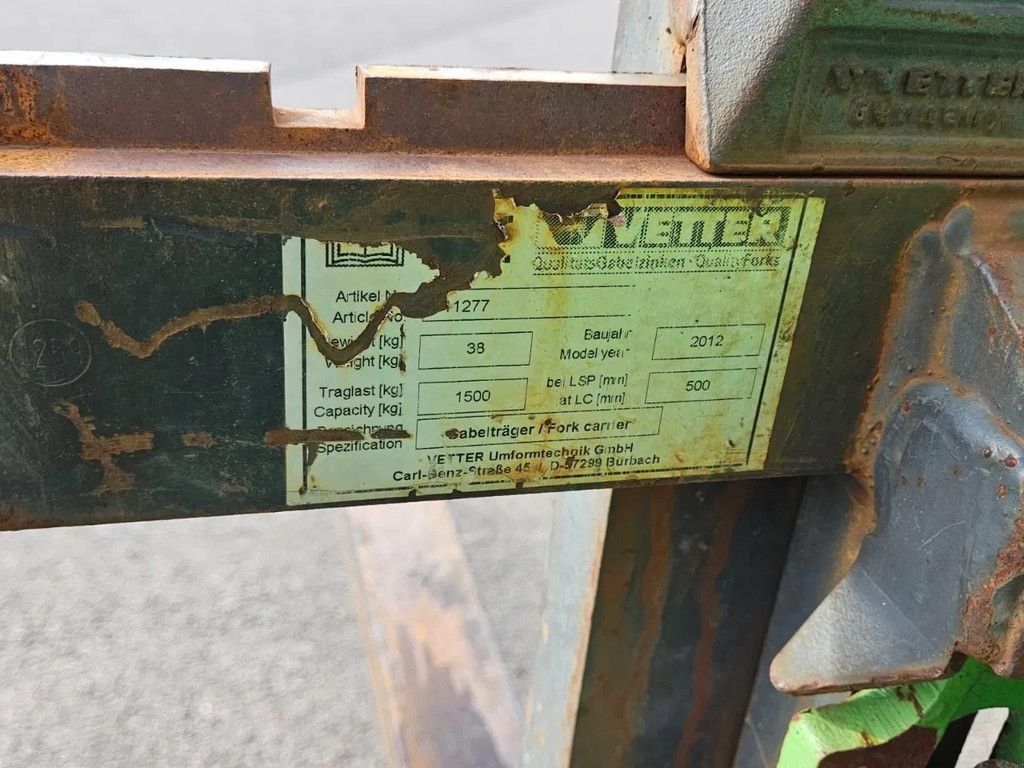 VETTER
Germany
VETTER
QualitätsGabelzinken · Quality Forks
Artikel
Article No. 1277
Baujahr
Model year 2012
[kg]
Weight [kg] 38
Traglast [kg]
Capacity [kg] 1500
bei LSP [mm]
at LC [mm] 500
Spezification Gabelträger / Fork carrier
VETTER Umformtechnik GmbH
Carl-Benz-Straße 45 D-57299 Burbach